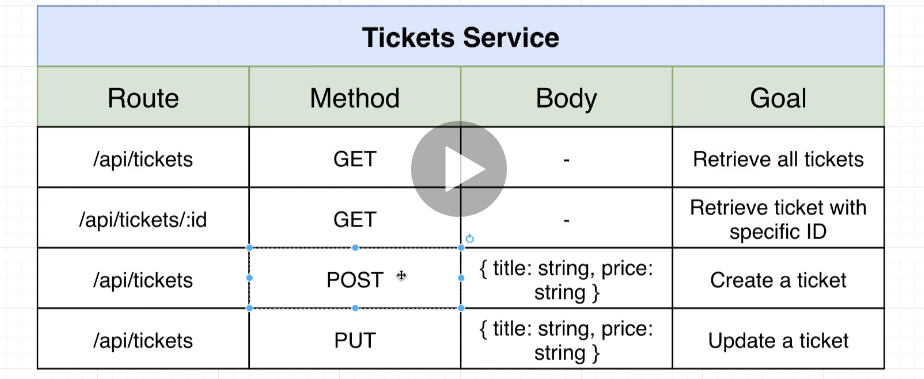 Tickets Service
Route Method Body Goal
/api/tickets GET - Retrieve all tickets
/api/tickets/:id GET - Retrieve ticket with
specific ID
/api/tickets POST { title: string, price:
string } Create a ticket
/api/tickets PUT { title: string, price:
string } Update a ticket